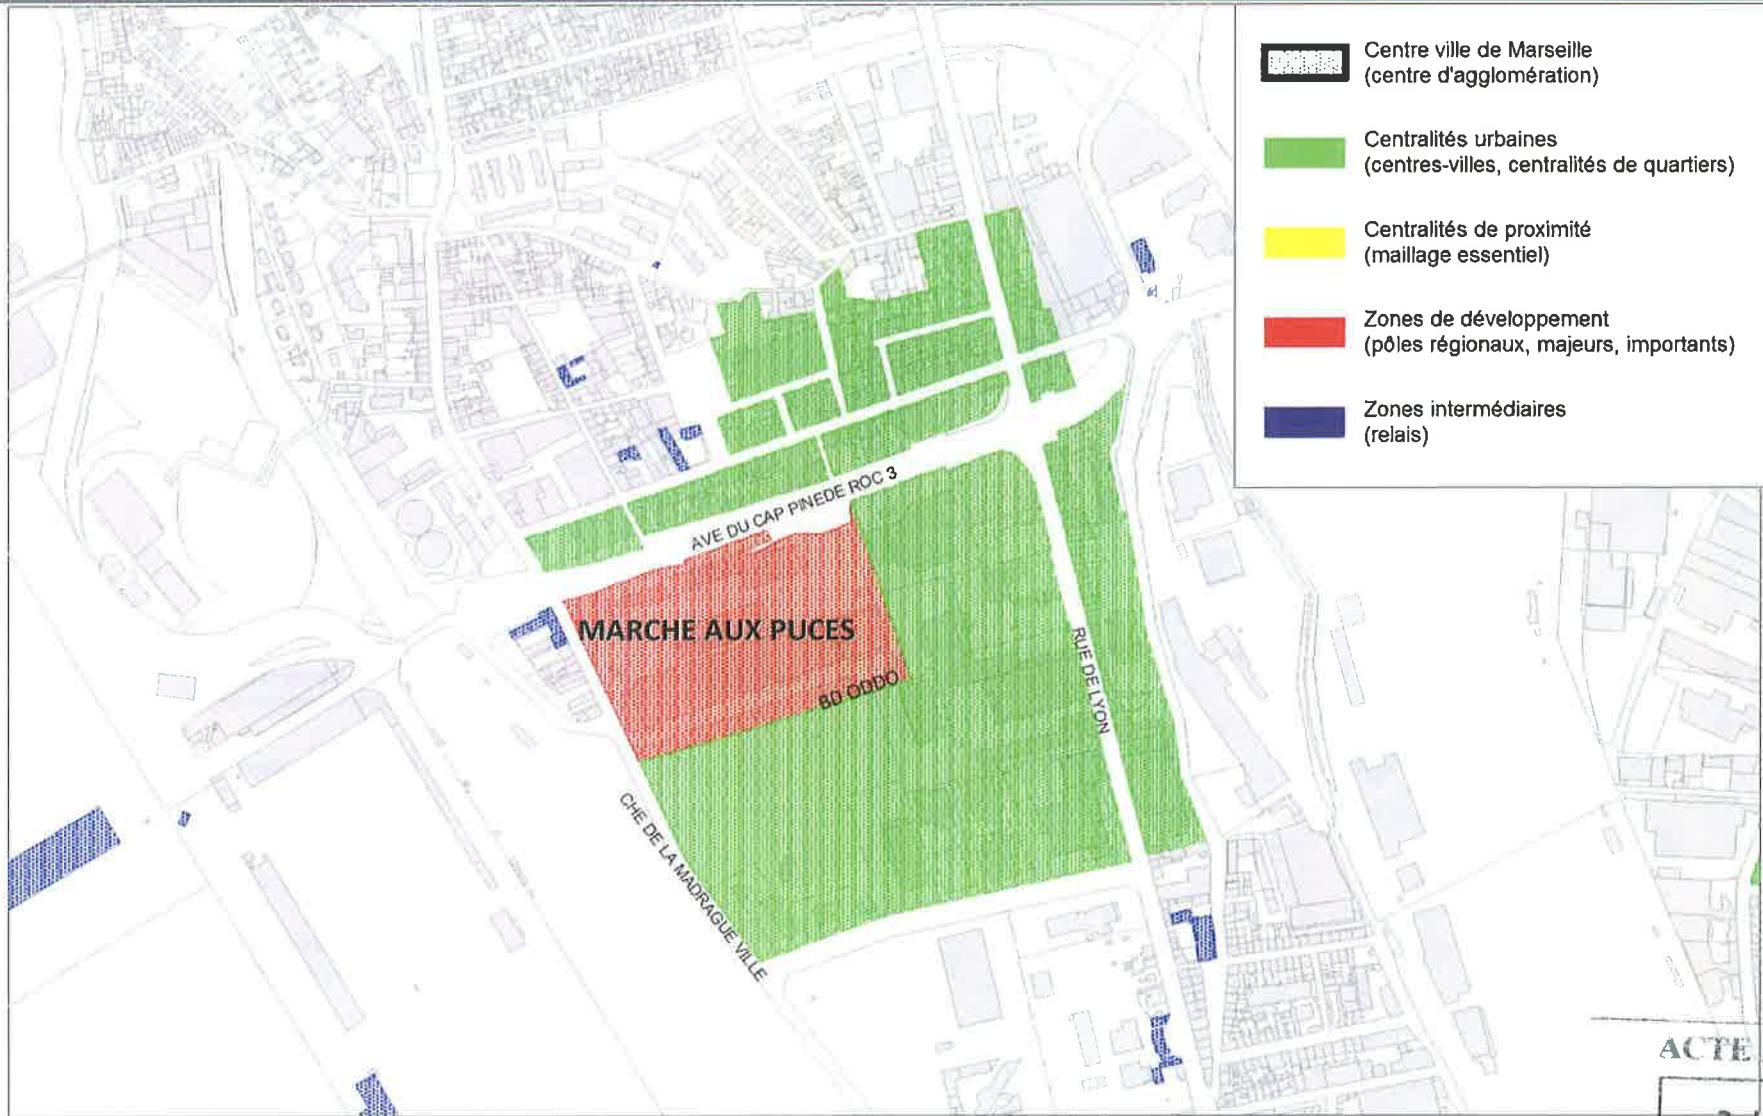 Centre ville de Marseille
(centre d'agglomération)
Centralités urbaines
(centres-villes, centralités de quartiers)
Centralités de proximité
(maillage essentiel)
Zones de développement
(pôles régionaux, majeurs, importants)
Zones intermédiaires
(relais)
AVE DU CAP PINEDE ROC 3
MARCHE AUX PUCES
BD ODDO
RUE DE LYON
CHE DE LA MADRAGUE VILLE
ACTE